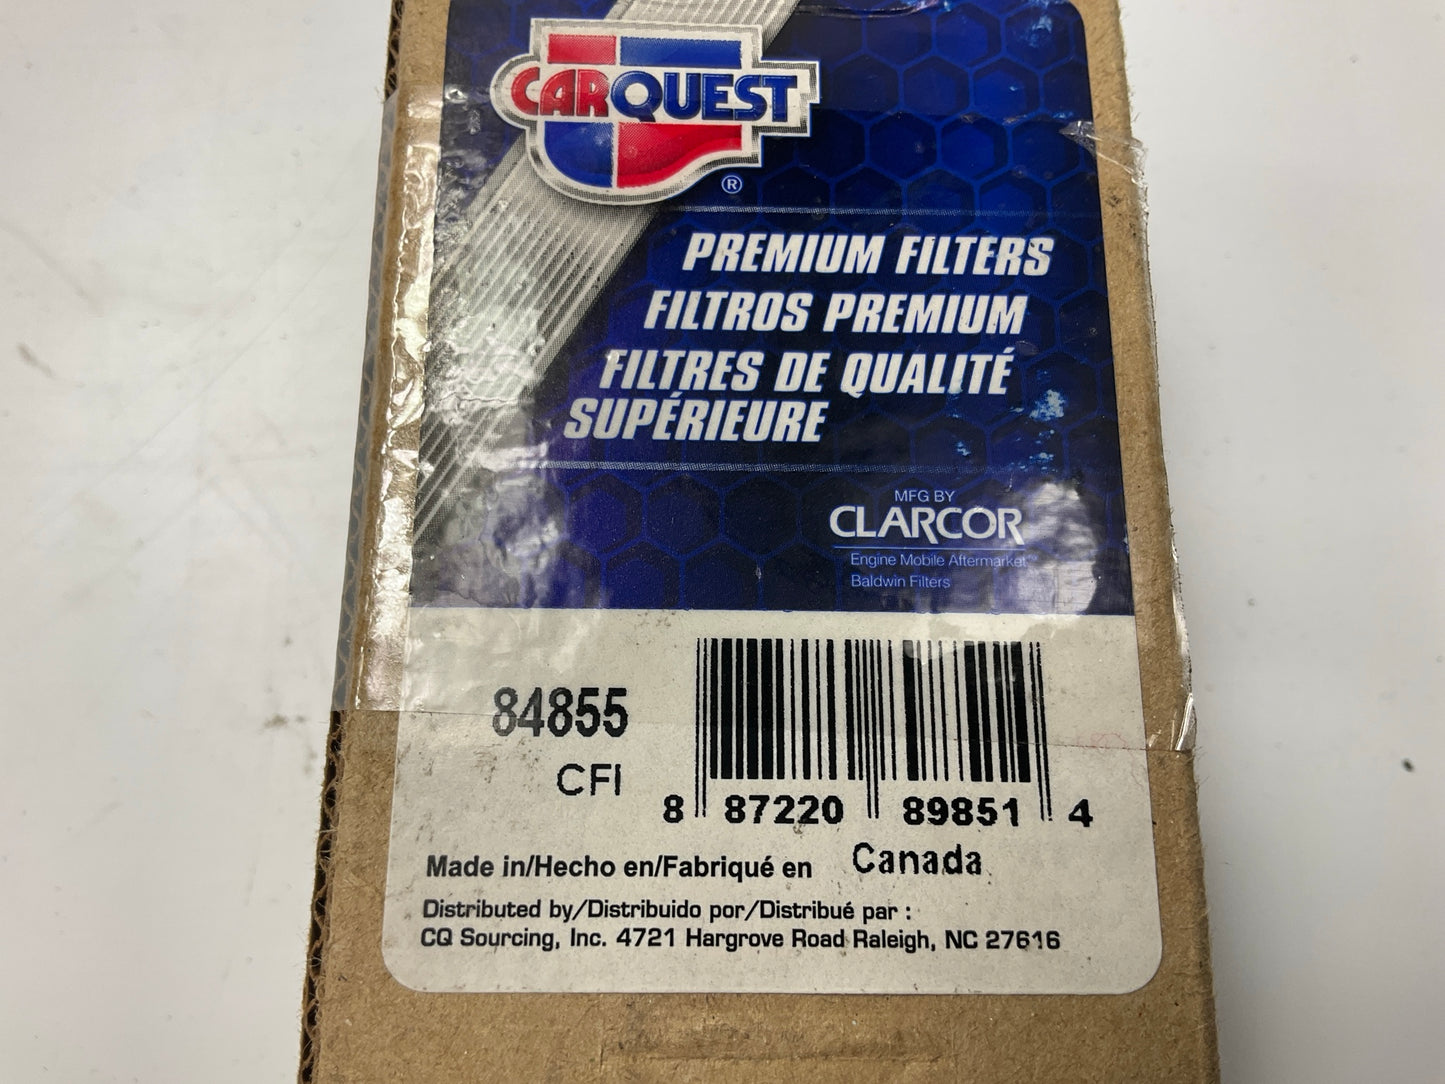 CARQUEST
®
PREMIUM FILTERS
FILTROS PREMIUM
FILTRES DE QUALITÉ
SUPÉRIEURE
MFG BY
CLARCOR
Engine Mobile Aftermarket™
Baldwin Filters
84855
CFI
8 87220 89851 4
Made in/Hecho en/Fabriqué en Canada
Distributed by/Distribuido por/Distribué par :
CQ Sourcing, Inc. 4721 Hargrove Road Raleigh, NC 27616